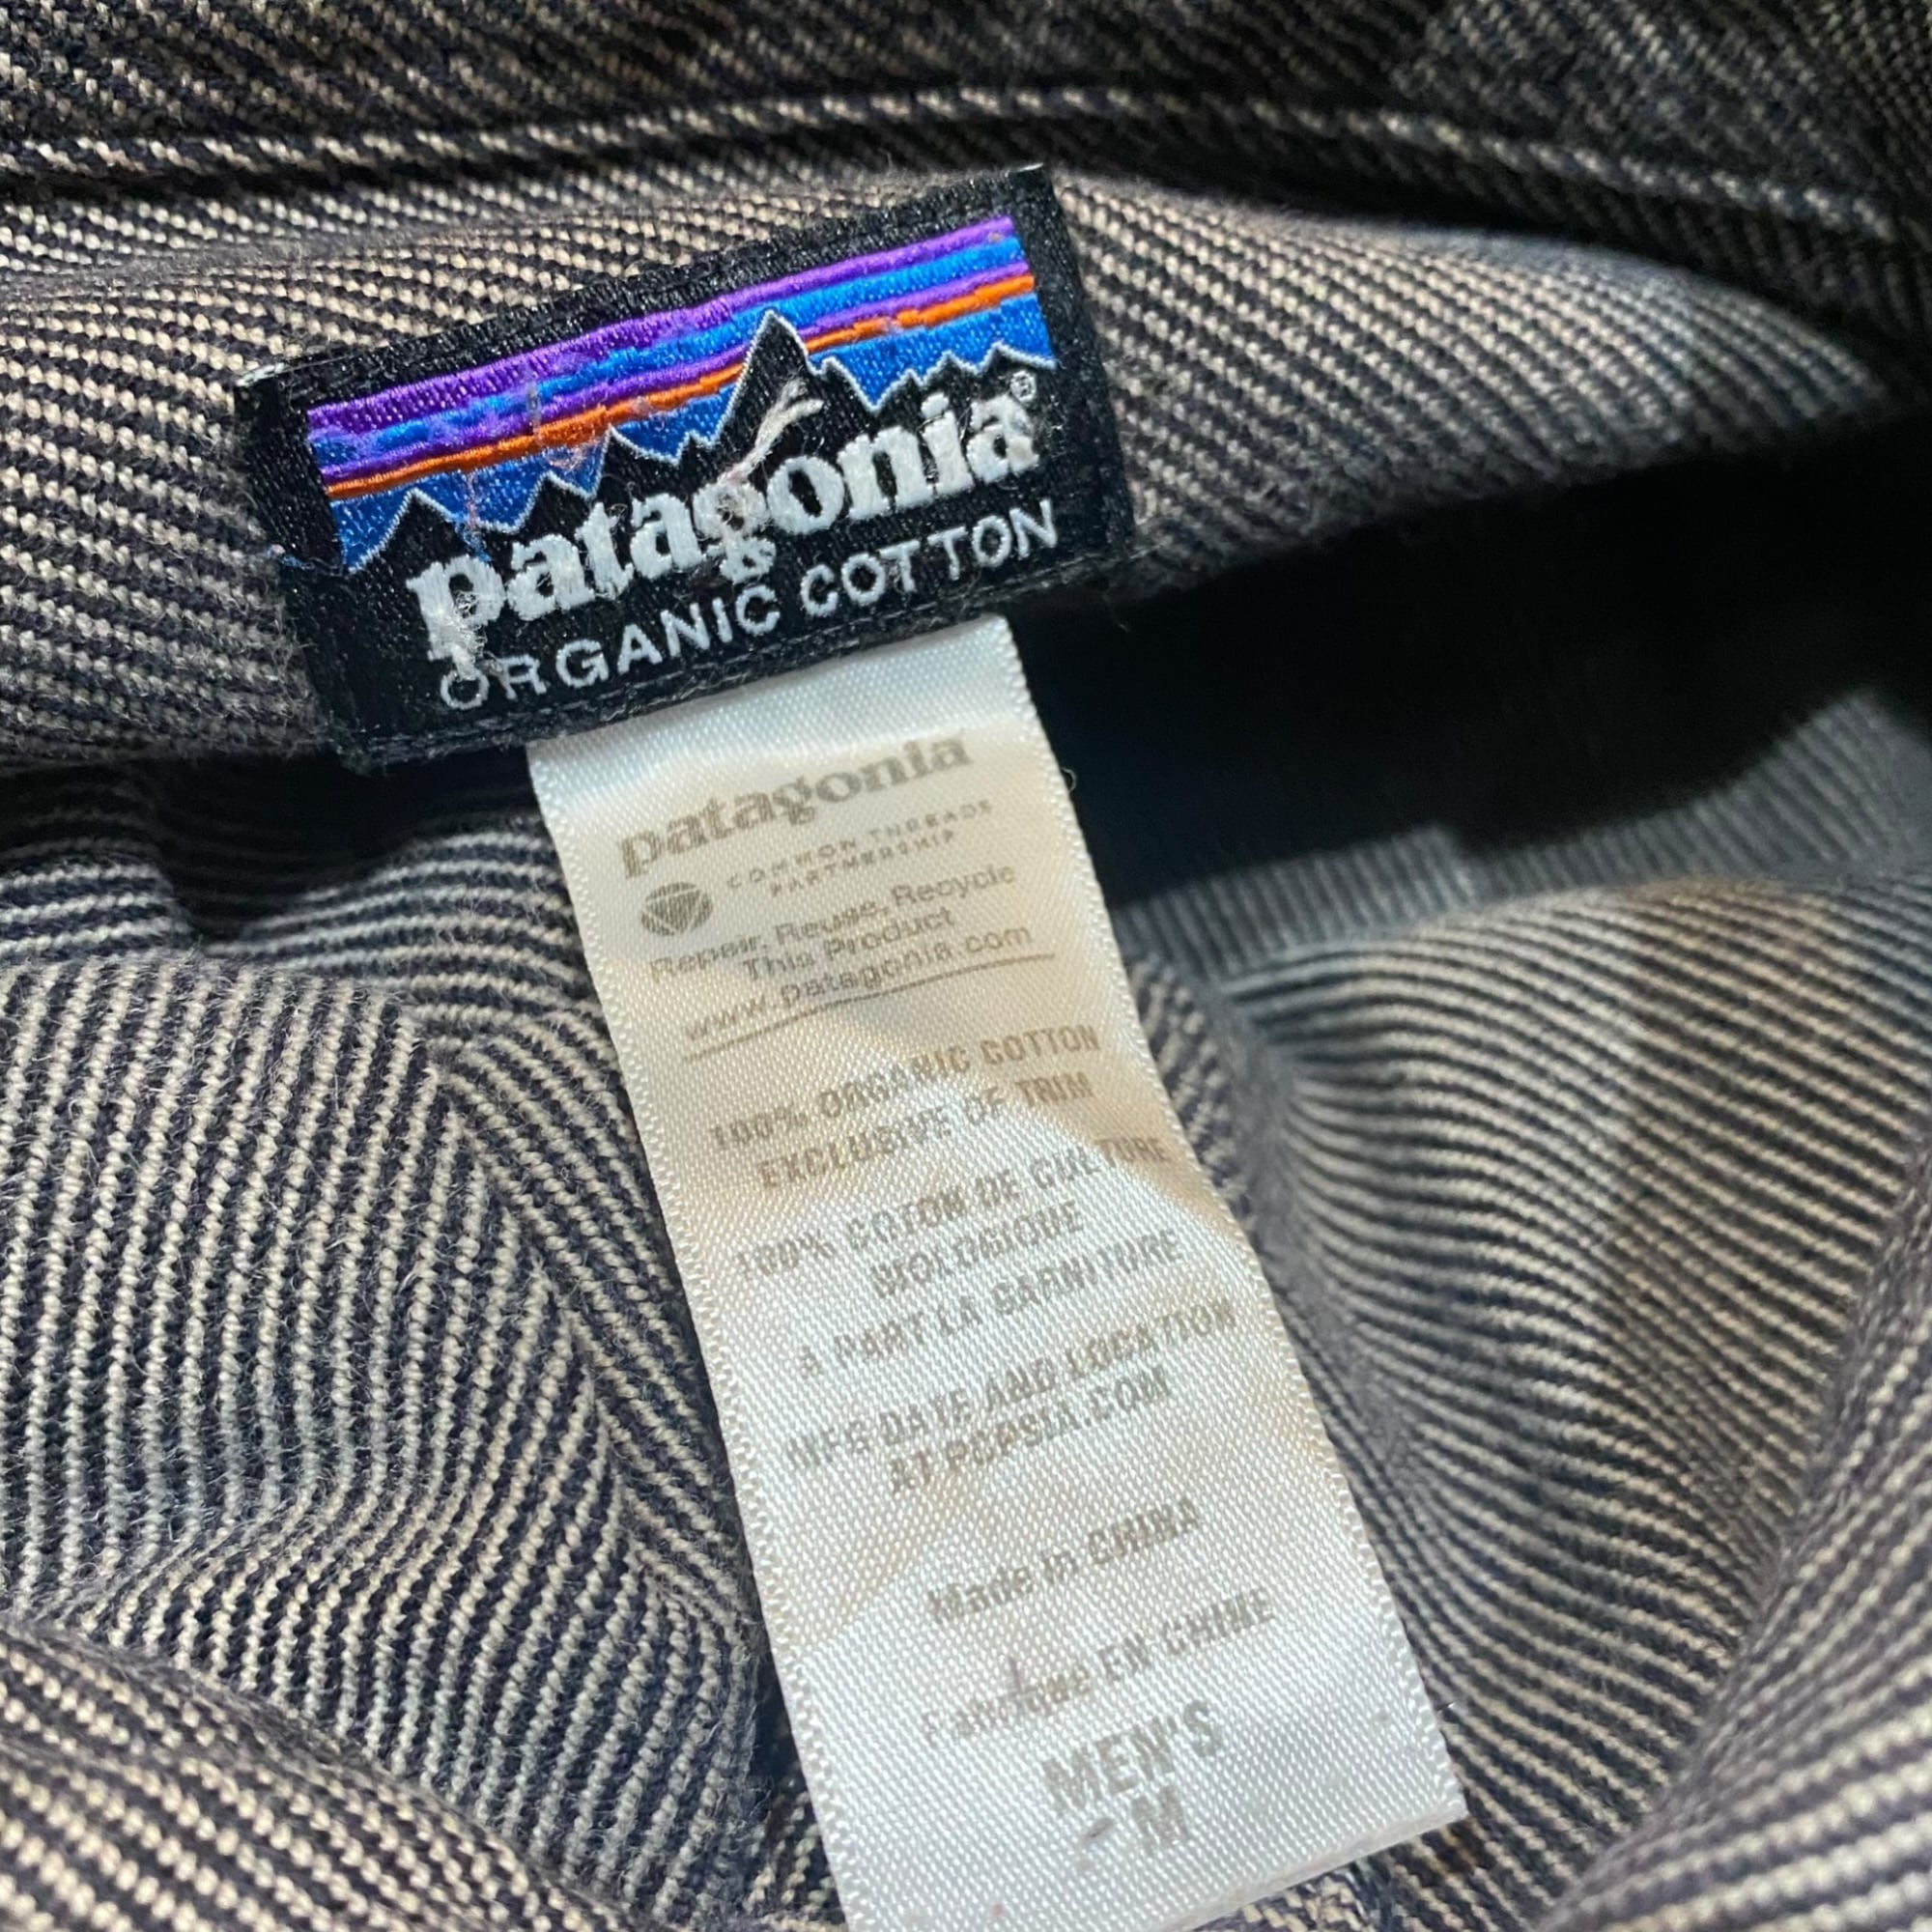 patagonia®
ORGANIC COTTON
patagonia
COMMON THREADS
PARTNERSHIP
Repair, Reuse, Recycle
This Product
www.patagonia.com
100% ORGANIC COTTON
EXCLUSIVE OF TRIM
100% COTON DE CULTURE
BIOLOGIQUE
A PART LA GARNITURE
MFG DATE AND LOCATION
AT PCPSIA.COM
Made in CHINA
Fabrique EN CHINE
MEN'S
M